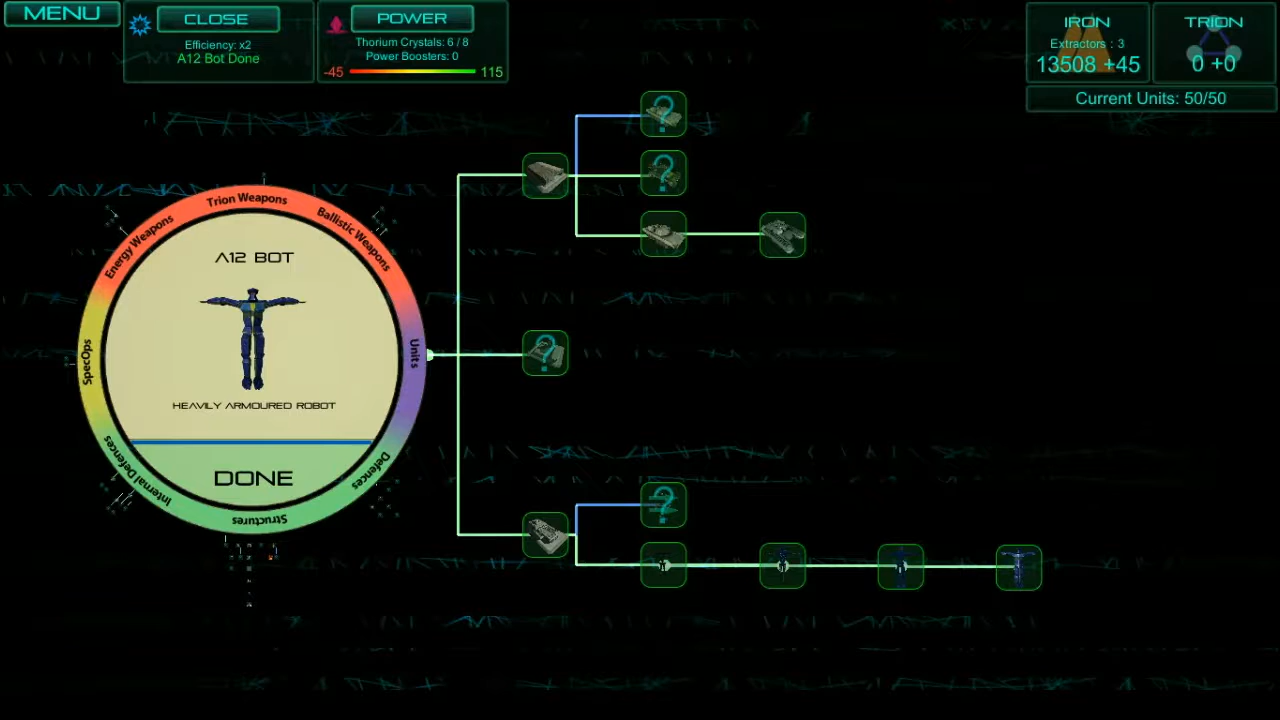 MENU
CLOSE
Efficiency: x2
A12 Bot Done
POWER
Thorium Crystals: 6 / 8
Power Boosters: 0
-45
115
IRON
Extractors : 3
13508 +45
TRION
0 +0
Current Units: 50/50
?
?
?
?
Energy Weapons
Trion Weapons
Ballistic Weapons
Units
Defences
Structures
Internal Defences
SpecOps
A12 BOT
HEAVILY ARMOURED ROBOT
DONE